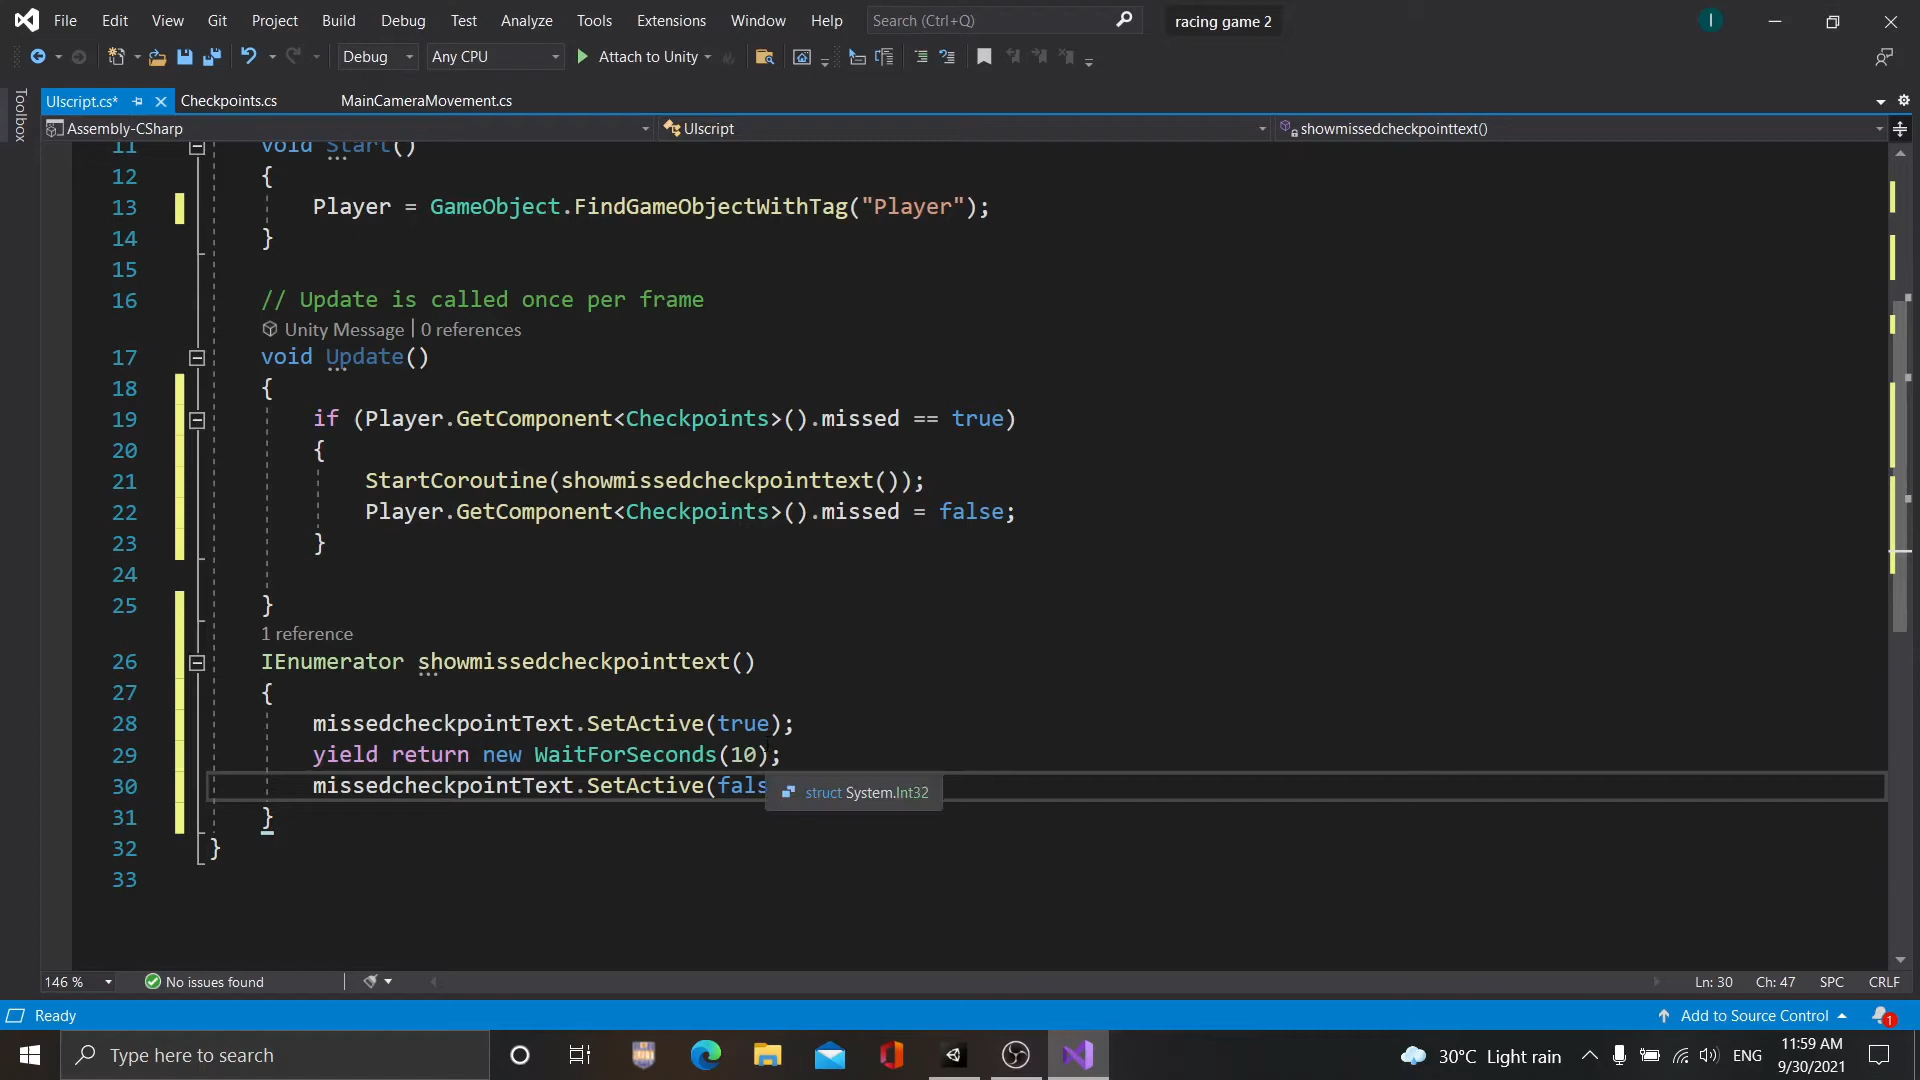 File Edit View Git Project Build Debug Test Analyze Tools Extensions Window Help Search (Ctrl+Q) racing game 2 I
Debug Any CPU Attach to Unity
Toolbox
UIscript.cs* Checkpoints.cs MainCameraMovement.cs
Assembly-CSharp UIscript showmissedcheckpointtext()
11 void Start()
12 {
13 Player = GameObject.FindGameObjectWithTag("Player");
14 }
15
16 // Update is called once per frame
Unity Message | 0 references
17 void Update()
18 {
19 if (Player.GetComponent<Checkpoints>().missed == true)
20 {
21 StartCoroutine(showmissedcheckpointtext());
22 Player.GetComponent<Checkpoints>().missed = false;
23 }
24
25 }
1 reference
26 IEnumerator showmissedcheckpointtext()
27 {
28 missedcheckpointText.SetActive(true);
29 yield return new WaitForSeconds(10);
30 missedcheckpointText.SetActive(fals
struct System.Int32
31 }
32 }
33
146 % No issues found Ln: 30 Ch: 47 SPC CRLF
Ready Add to Source Control 1
Type here to search 30°C Light rain ENG 11:59 AM
9/30/2021